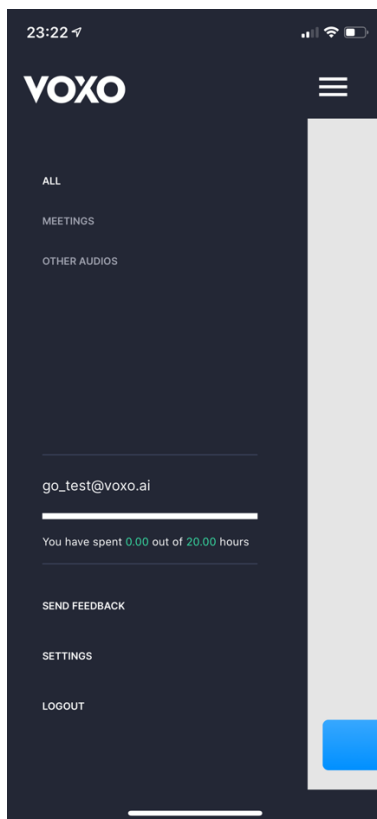 23:22
VOXO
ALL
MEETINGS
OTHER AUDIOS
go_test@voxo.ai
You have spent 0.00 out of 20.00 hours
SEND FEEDBACK
SETTINGS
LOGOUT